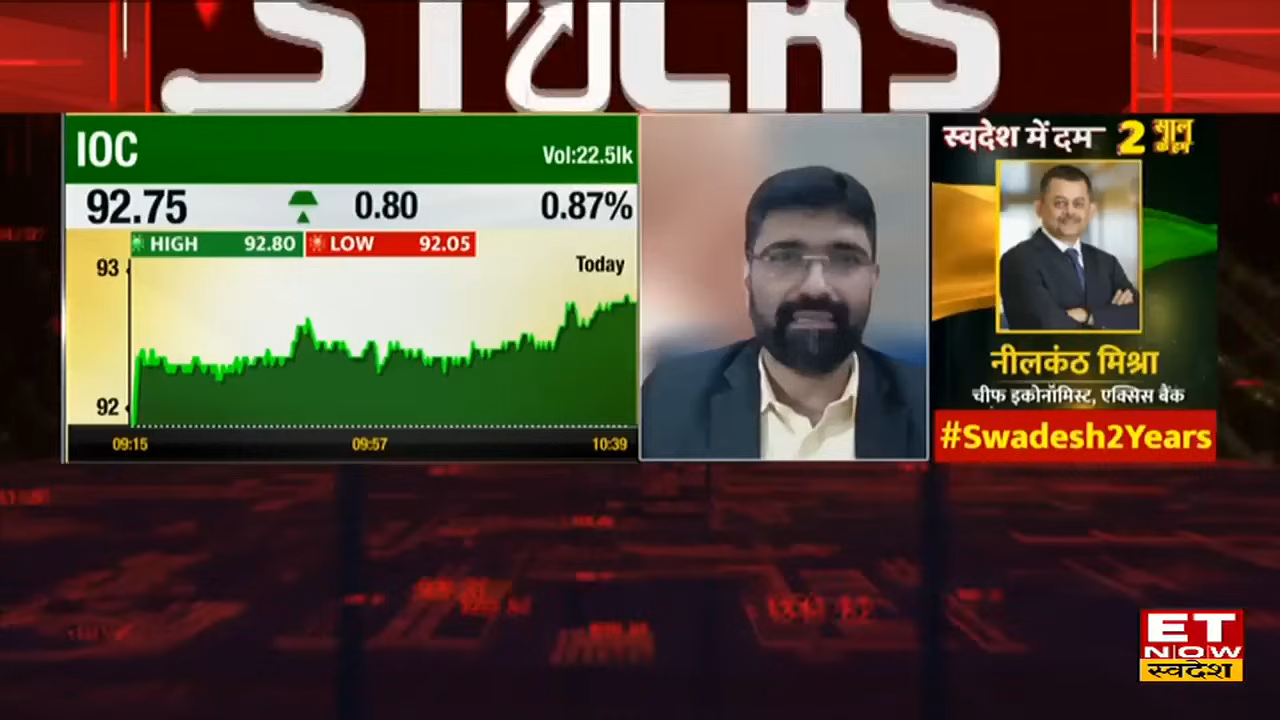 STOCKS
IOC
Vol:22.5lk
92.75 0.80 0.87%
HIGH 92.80 LOW 92.05
Today
93
92
09:15 09:57 10:39
स्वदेश में दम 2 साल
नीलकंठ मिश्रा
चीफ इकोनॉमिस्ट, एक्सिस बैंक
#Swadesh2Years
ET
NOW
स्वदेश